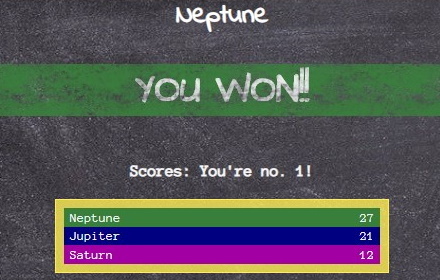 Neptune
YOU WON!!
Scores: You're no. 1!
Neptune 27
Jupiter 21
Saturn 12